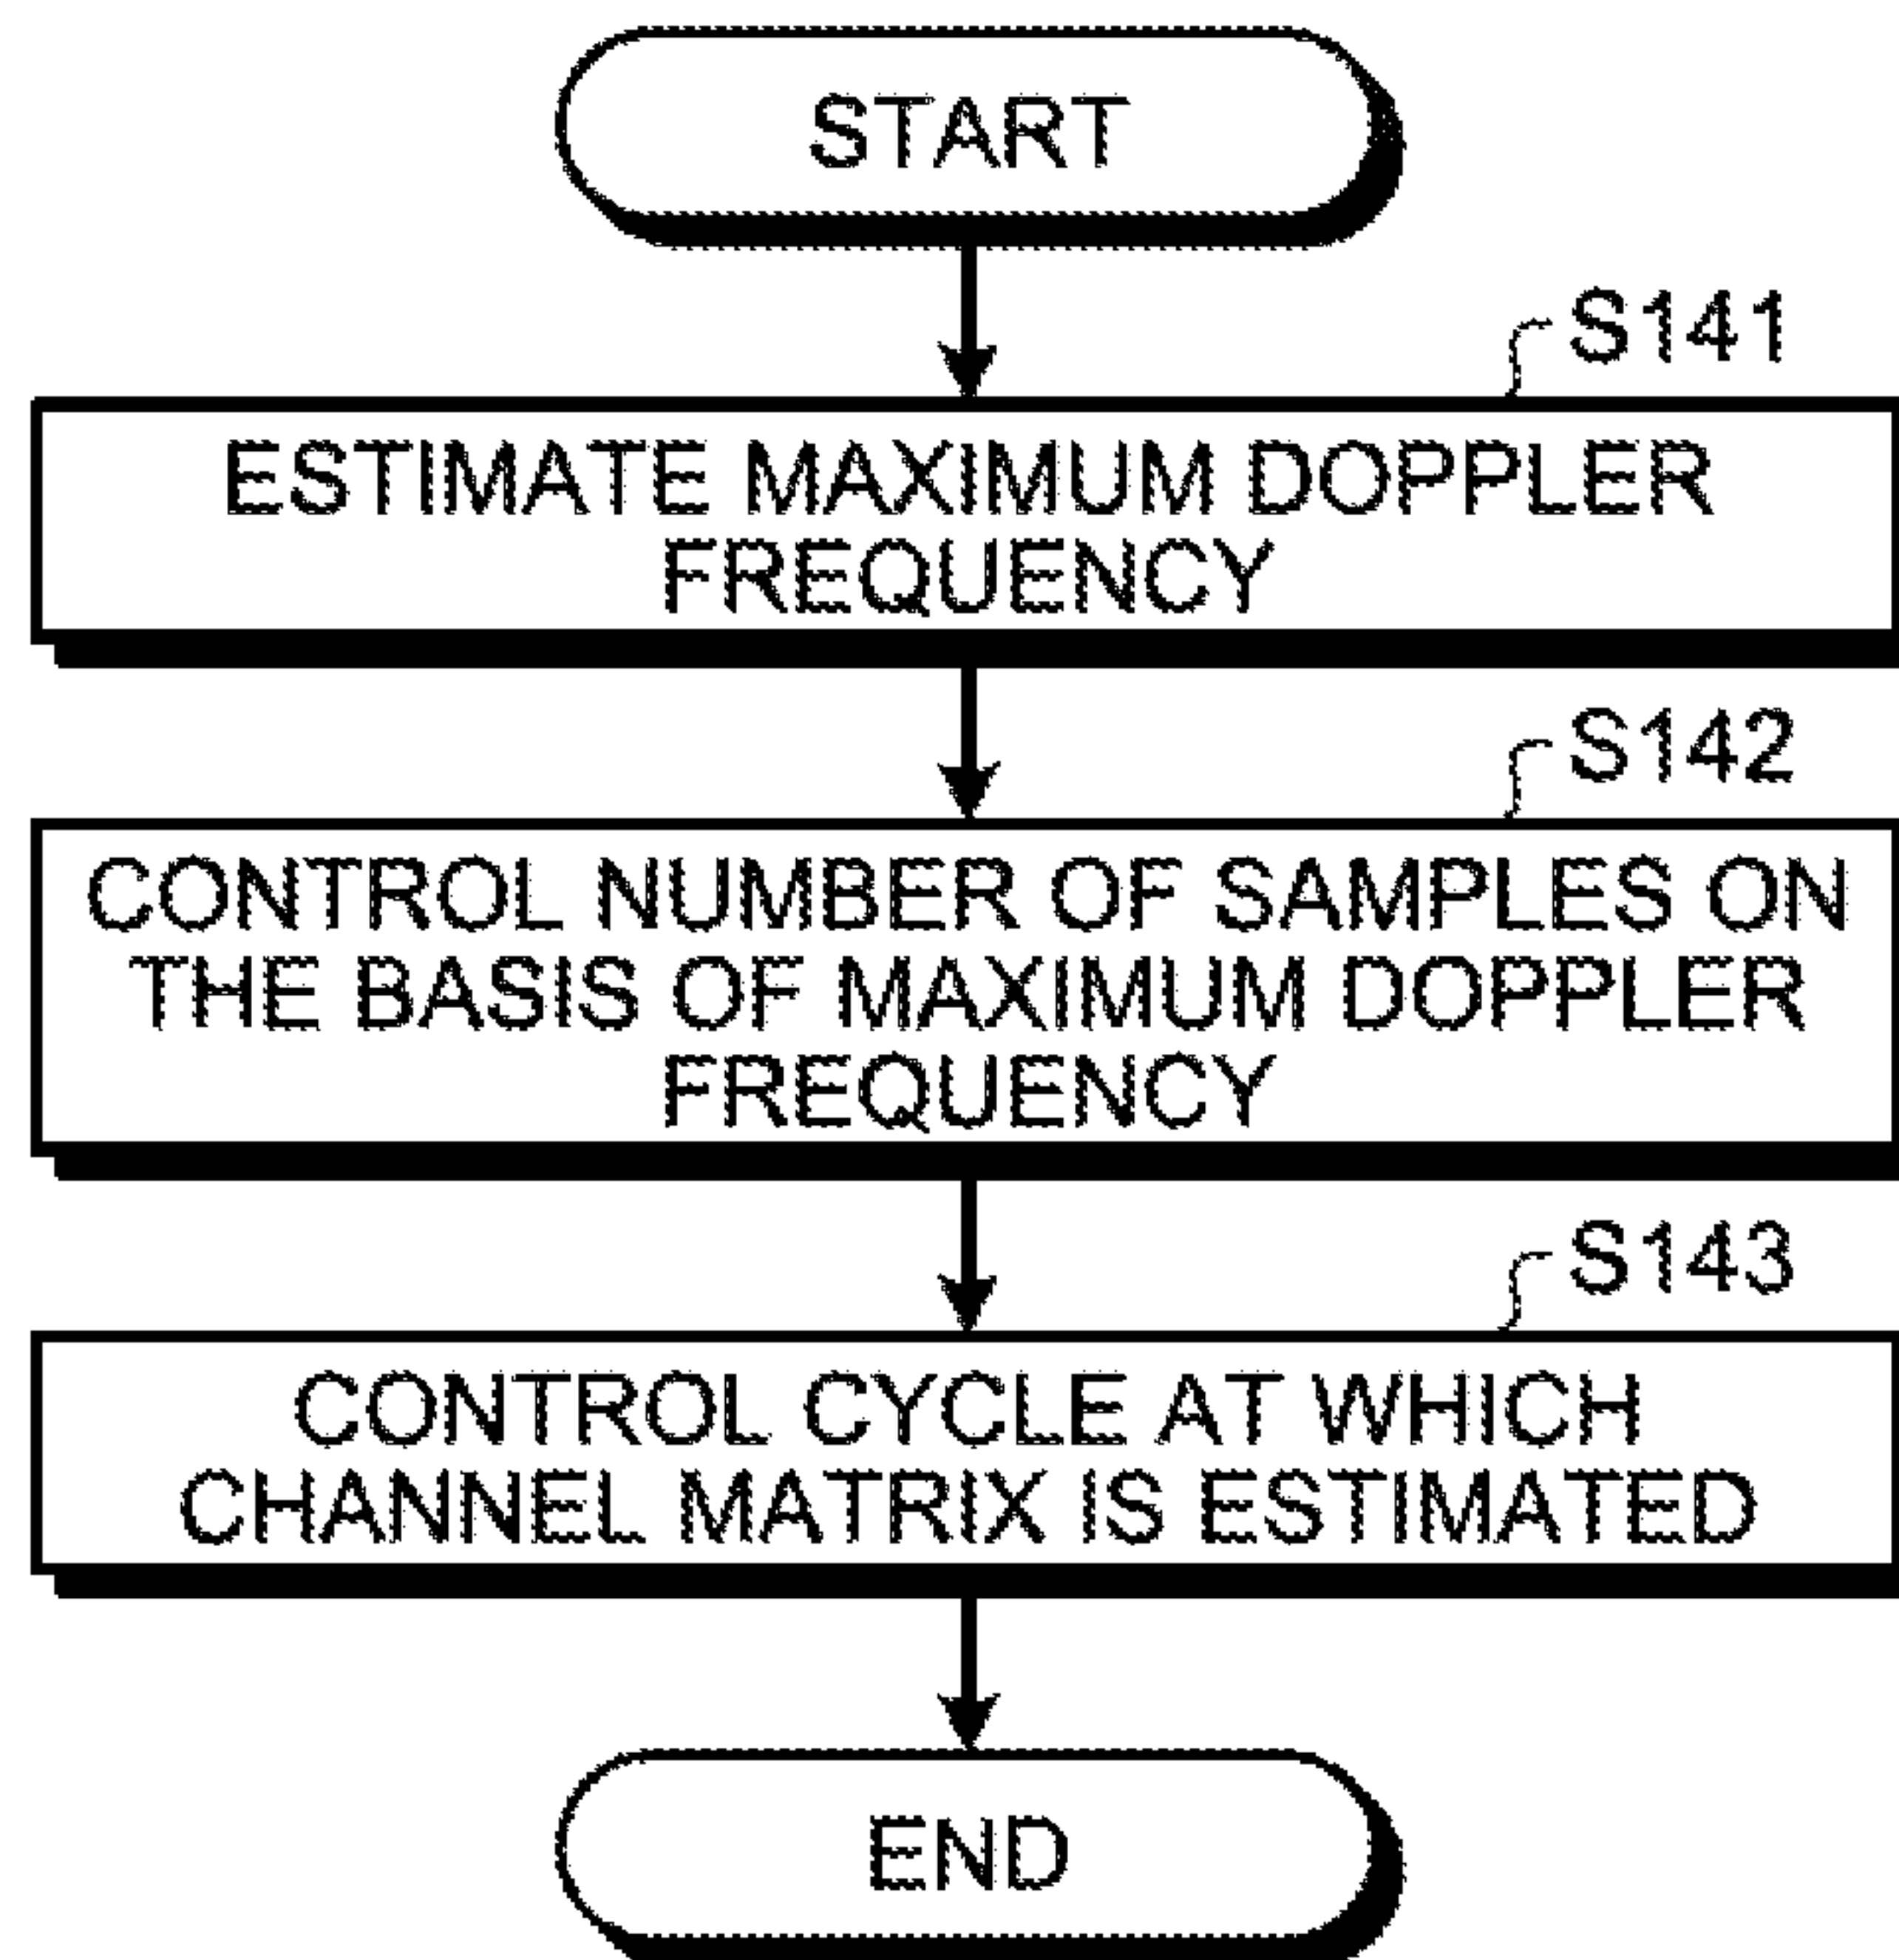 START
S141
ESTIMATE MAXIMUM DOPPLER
FREQUENCY
S142
CONTROL NUMBER OF SAMPLES ON
THE BASIS OF MAXIMUM DOPPLER
FREQUENCY
S143
CONTROL CYCLE AT WHICH
CHANNEL MATRIX IS ESTIMATED
END